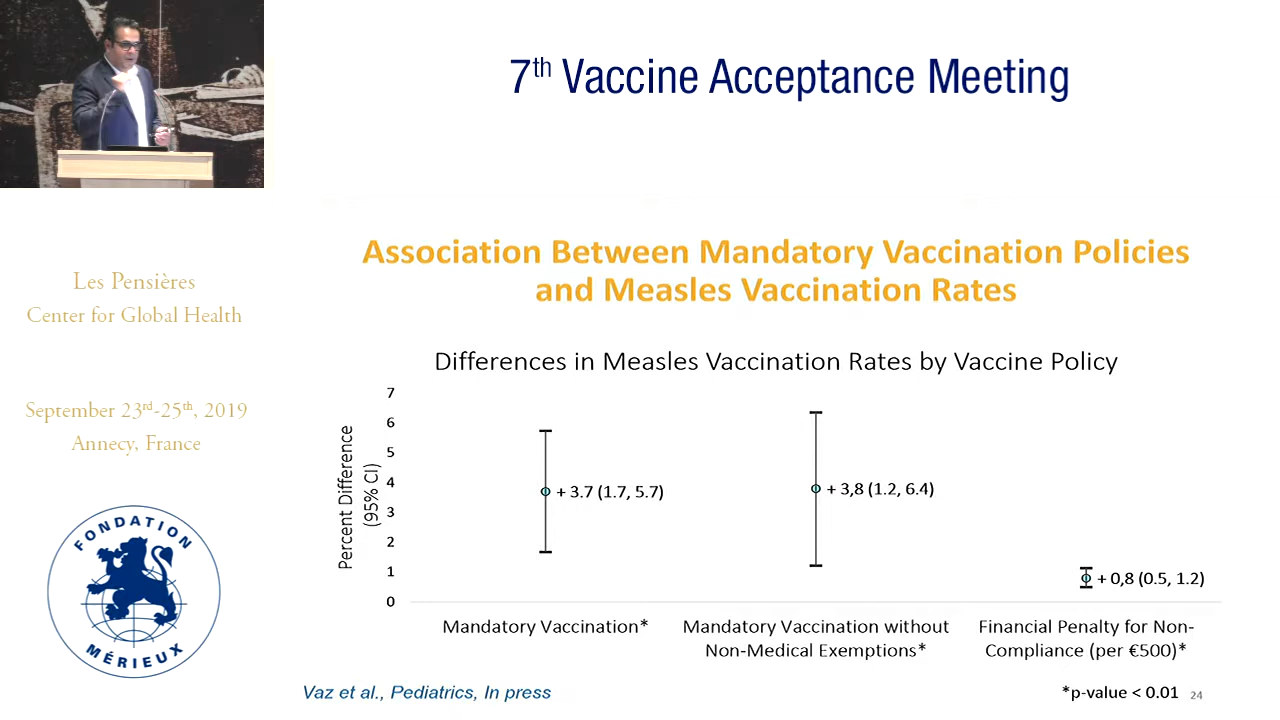 7th Vaccine Acceptance Meeting
Les Pensières
Center for Global Health
September 23rd-25th, 2019
Annecy, France
FONDATION
MÉRIEUX
Association Between Mandatory Vaccination Policies
and Measles Vaccination Rates
Differences in Measles Vaccination Rates by Vaccine Policy
Percent Difference
(95% CI)
7
6
5
4
3
2
1
0
+ 3.7 (1.7, 5.7)
+ 3,8 (1.2, 6.4)
+ 0,8 (0.5, 1.2)
Mandatory Vaccination*
Mandatory Vaccination without
Non-Medical Exemptions*
Financial Penalty for Non-
Compliance (per €500)*
Vaz et al., Pediatrics, In press
*p-value < 0.01
24